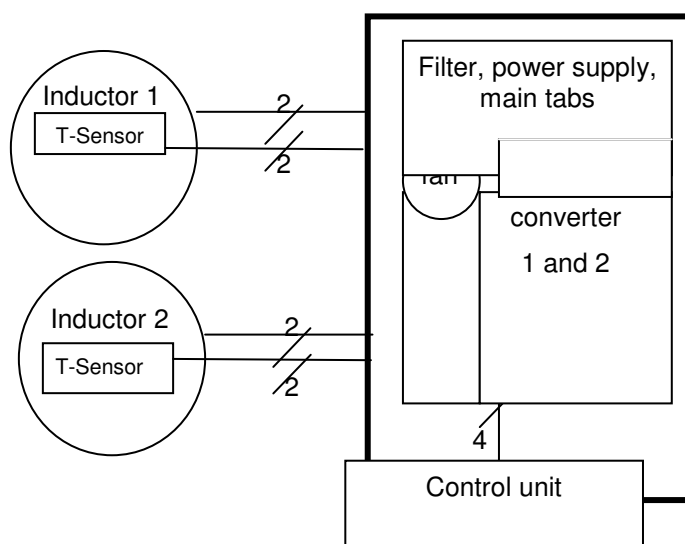 Inductor 1
T-Sensor
2
2
Filter, power supply,
main tabs
fan
converter
1 and 2
Inductor 2
T-Sensor
2
2
4
Control unit